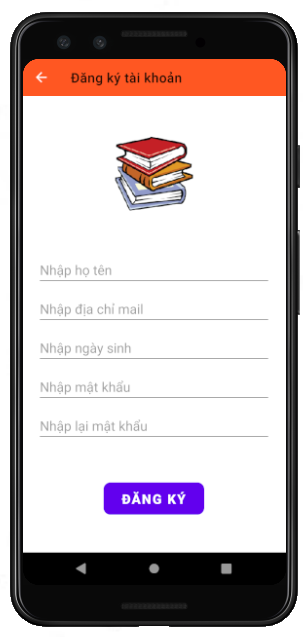 Đăng ký tài khoản
Nhập họ tên
Nhập địa chỉ mail
Nhập ngày sinh
Nhập mật khẩu
Nhập lại mật khẩu
ĐĂNG KÝ